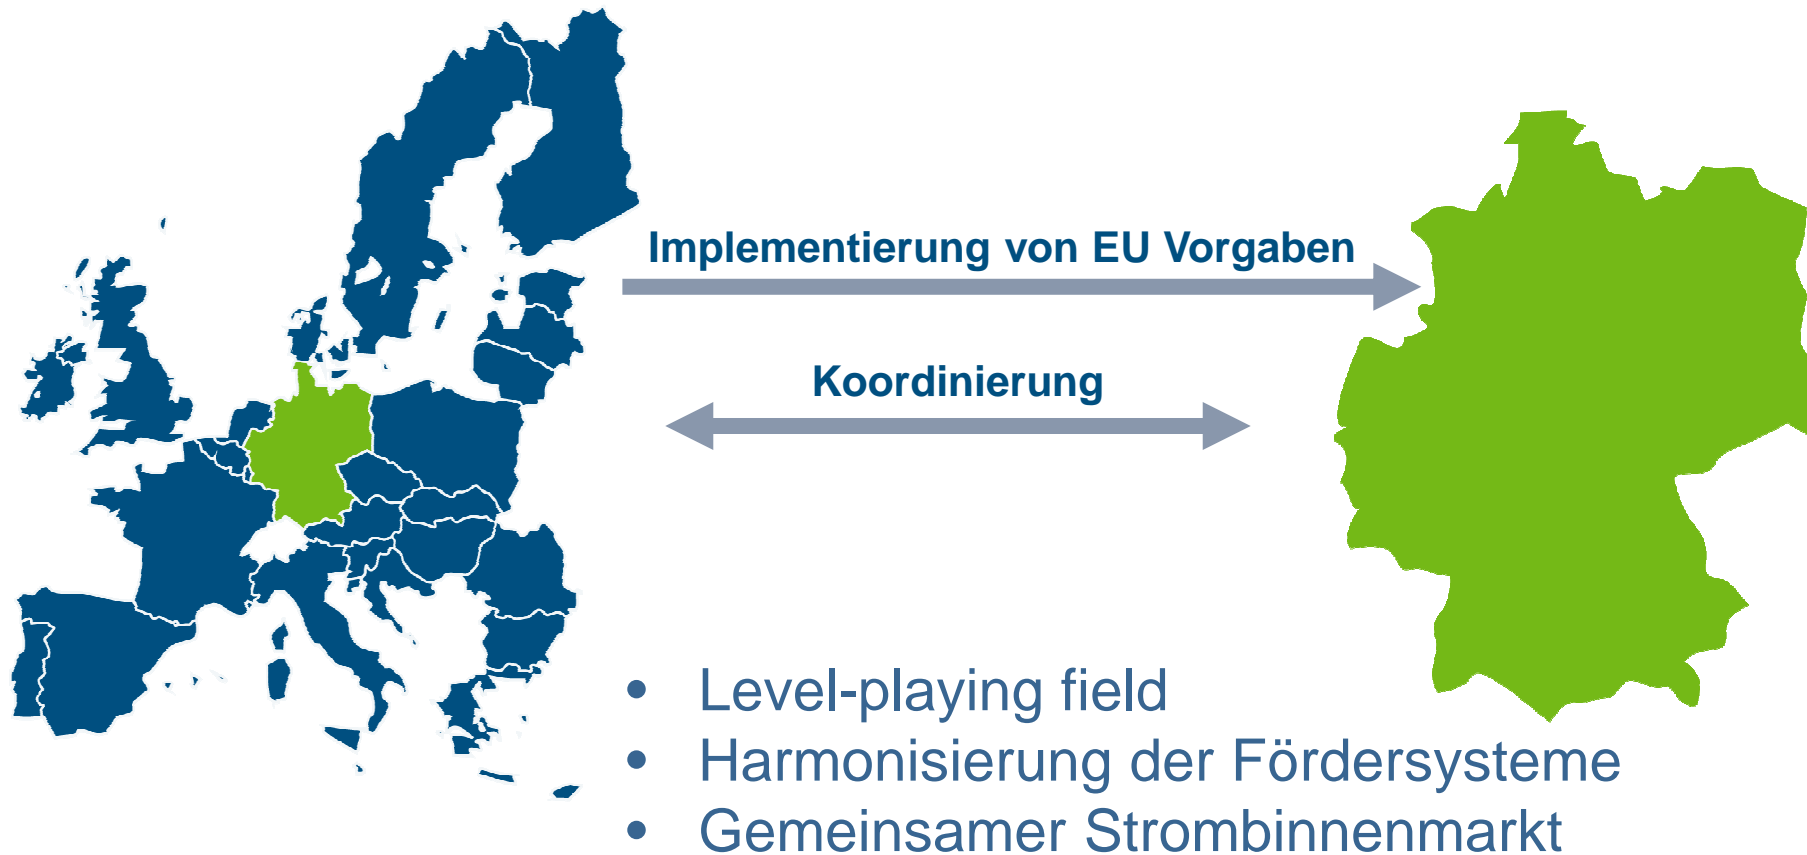 Implementierung von EU Vorgaben
Koordinierung
• Level-playing field
• Harmonisierung der Fördersysteme
• Gemeinsamer Strombinnenmarkt